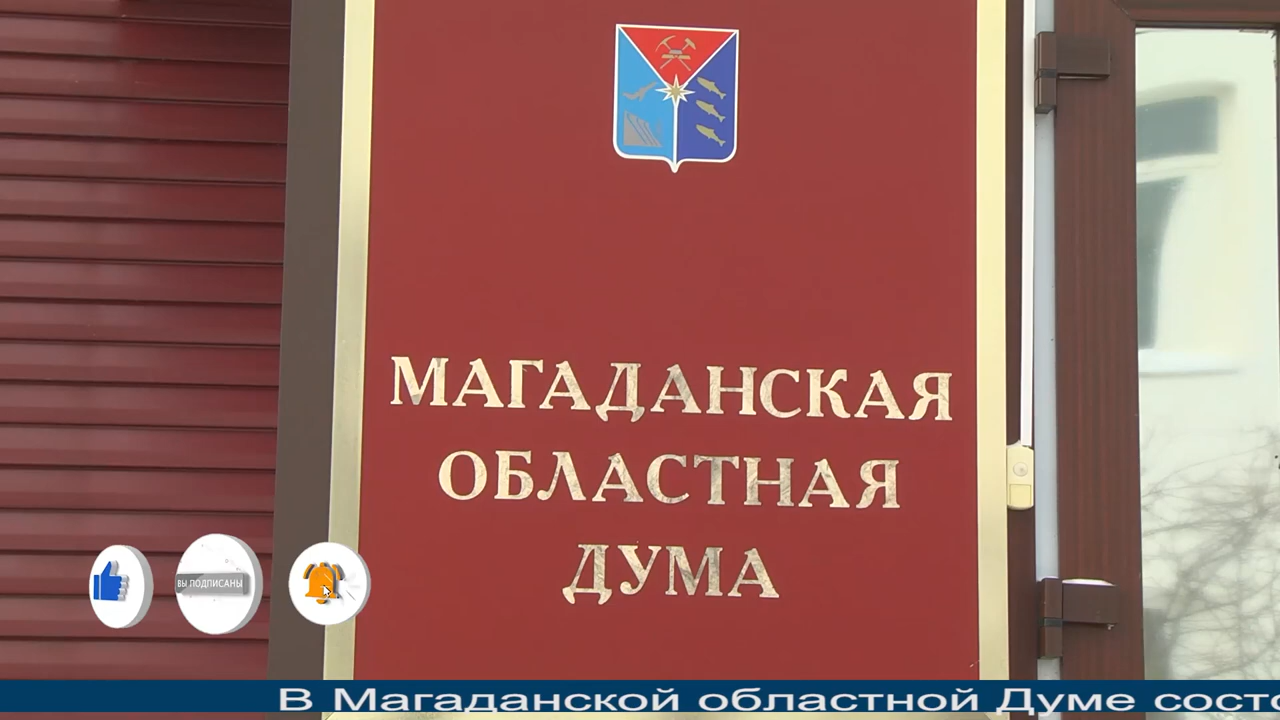 МАГАДАНСКАЯ
ОБЛАСТНАЯ
ДУМА
ВЫ ПОДПИСАНЫ
В Магаданской областной Думе